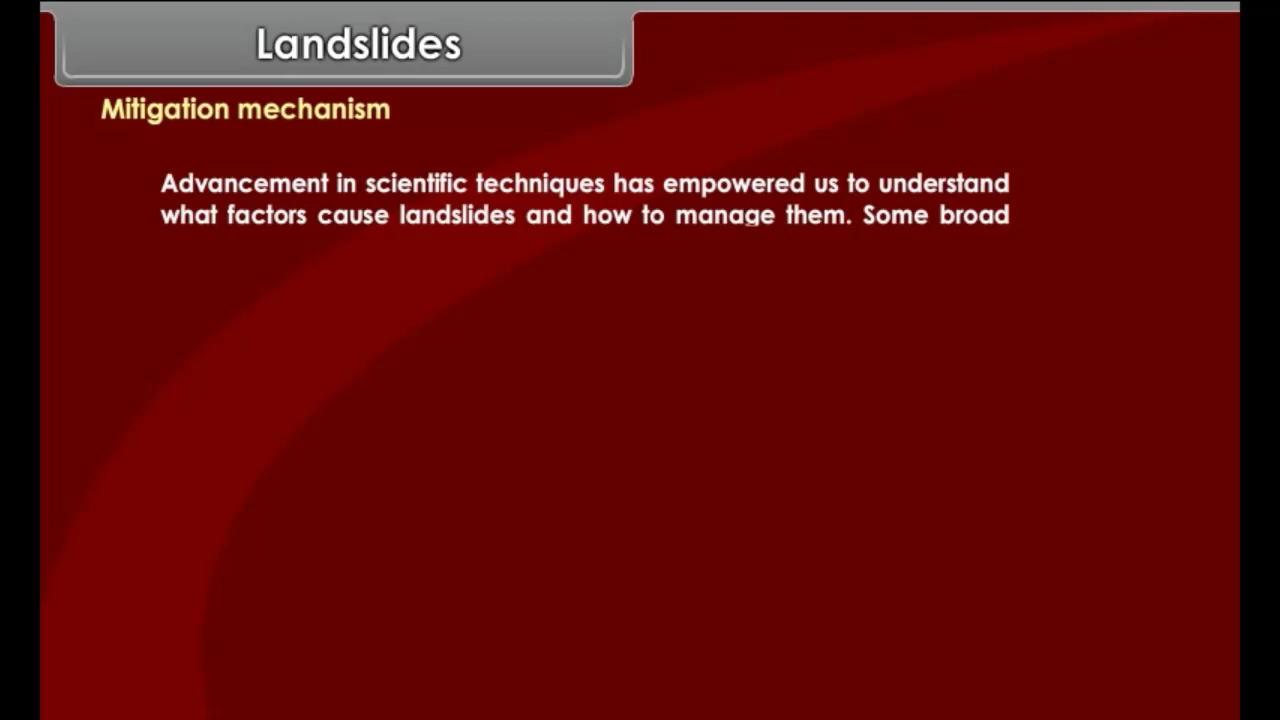 Landslides
Mitigation mechanism
Advancement in scientific techniques has empowered us to understand
what factors cause landslides and how to manage them. Some broad